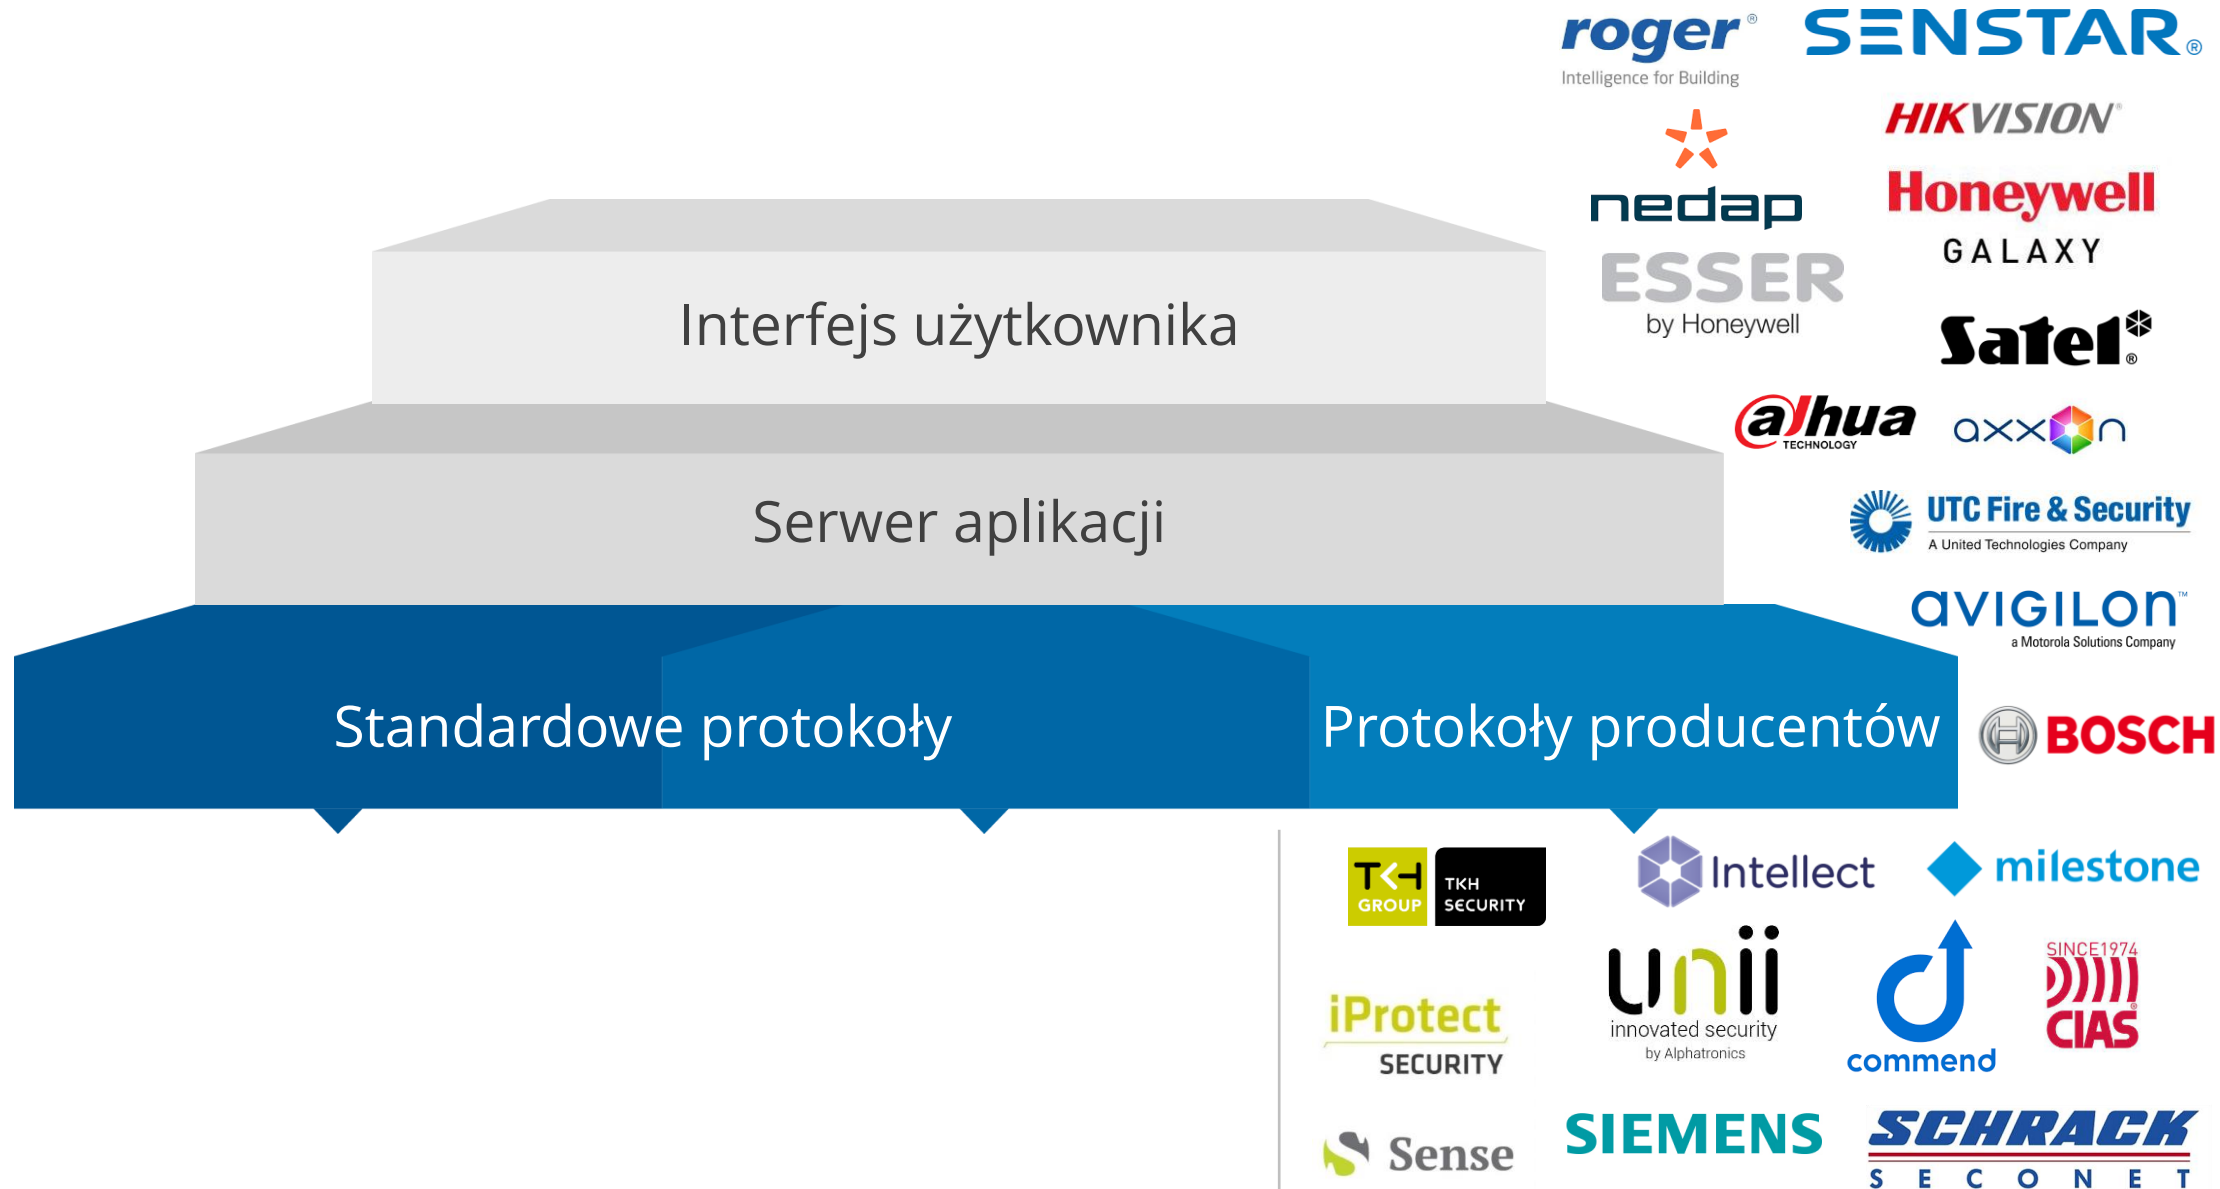 roger®
Intelligence for Building
SENSTAR®
HIKVISION®
nedap
Honeywell
GALAXY
ESSER
by Honeywell
Satel®
Interfejs użytkownika
alhua
TECHNOLOGY
axxon
Serwer aplikacji
UTC Fire & Security
A United Technologies Company
aVIGILON™
a Motorola Solutions Company
Standardowe protokoły
Protokoły producentów
BOSCH
TKH
GROUP
TKH
SECURITY
Intellect
milestone
unii
innovated security
by Alphatronics
commend
SINCE1974
CIAS®
iProtect
SECURITY
Sense
SIEMENS
SCHRACK
SECONET